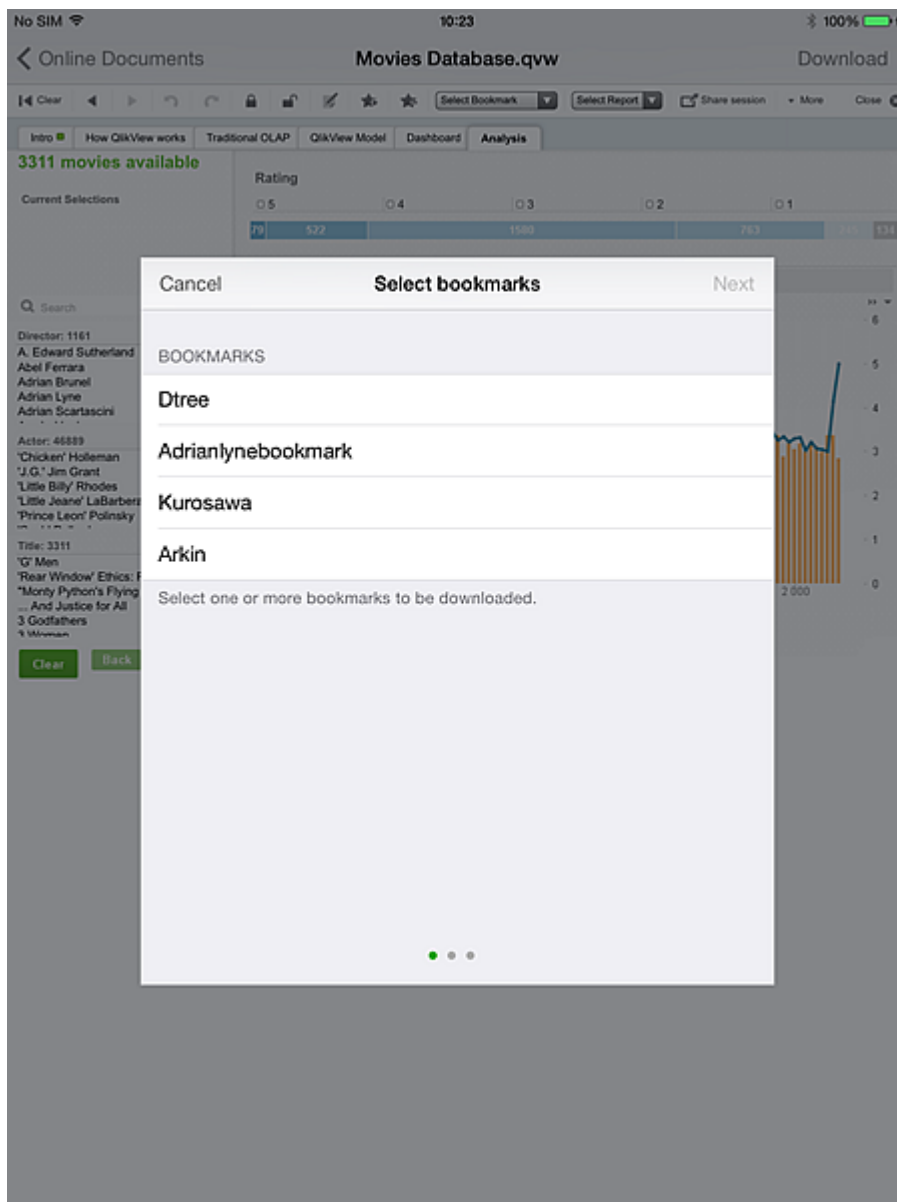 No SIM 10:23 100%
Online Documents Movies Database.qvw Download
Clear Select Bookmark Select Report Share session More Close
Intro How QlikView works Traditional OLAP QlikView Model Dashboard Analysis
3311 movies available
Rating
Current Selections
5 4 3 2 1
79 522 1580 763 134
Cancel Select bookmarks Next
Search
BOOKMARKS
Director: 1161
A. Edward Sutherland
Abel Ferrara
Adrian Brunel
Adrian Lyne
Adrian Scartascini
Dtree
Actor: 46889
'Chicken' Holleman
'J.G.' Jim Grant
'Little Billy' Rhodes
'Little Jeane' LaBarbera
'Prince Leon' Polinsky
Adrianlynebookmark
Kurosawa
Title: 3311
'G' Men
'Rear Window' Ethics:
"Monty Python's Flying
... And Justice for All
3 Godfathers
3 Women
Arkin
Select one or more bookmarks to be downloaded.
Clear Back
6
5
4
3
2
1
0
2 000